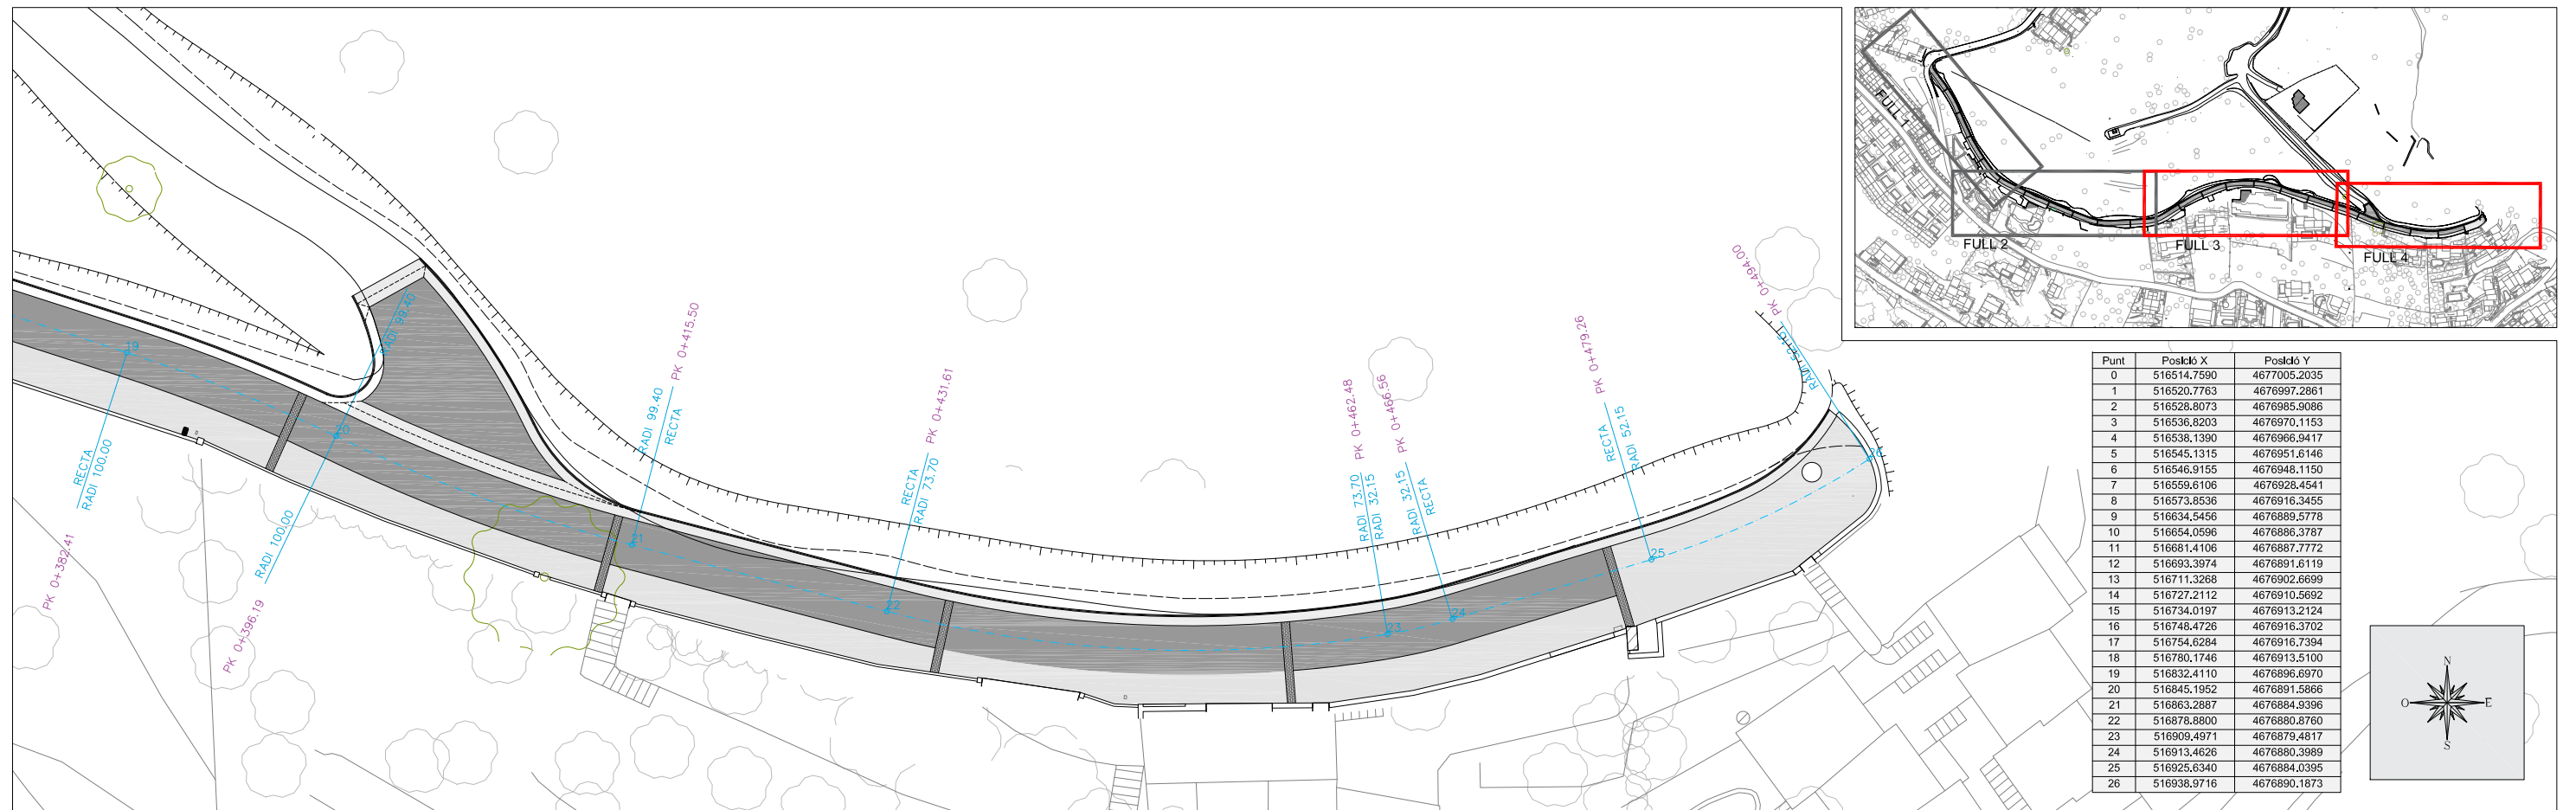 19
RECTA
RADI 100.00
PK 0+382.41
20
RADI 99.40
RADI 100.00
PK 0+396.19
21
RADI 99.40
RECTA
PK 0+415.50
22
RECTA
RADI 73.70
PK 0+431.61
23
RADI 73.70
RADI 32.15
PK 0+462.48
24
RADI 32.15
RECTA
PK 0+466.56
25
RECTA
RADI 52.15
PK 0+479.26
26
RADI 52.15
PK 0+494.00
FULL 1
FULL 2
FULL 3
FULL 4
Punt Posició X Posició Y
0 516514.7590 4677005.2035
1 516520.7763 4676997.2861
2 516528.8073 4676985.9086
3 516536.8203 4676970.1153
4 516538.1390 4676966.9417
5 516545.1315 4676951.6146
6 516546.9155 4676948.1150
7 516559.6106 4676928.4541
8 516573.8536 4676916.3455
9 516634.5456 4676889.5778
10 516654.0596 4676886.3787
11 516681.4106 4676887.7772
12 516693.3974 4676891.6119
13 516711.3268 4676902.6699
14 516727.2112 4676910.5692
15 516734.0197 4676913.2124
16 516748.4726 4676916.3702
17 516754.6284 4676916.7394
18 516780.1746 4676913.5100
19 516832.4110 4676896.6970
20 516845.1952 4676891.5866
21 516863.2887 4676884.9396
22 516878.8800 4676880.8760
23 516909.4971 4676879.4817
24 516913.4626 4676880.3989
25 516925.6340 4676884.0395
26 516938.9716 4676890.1873
N
O E
S